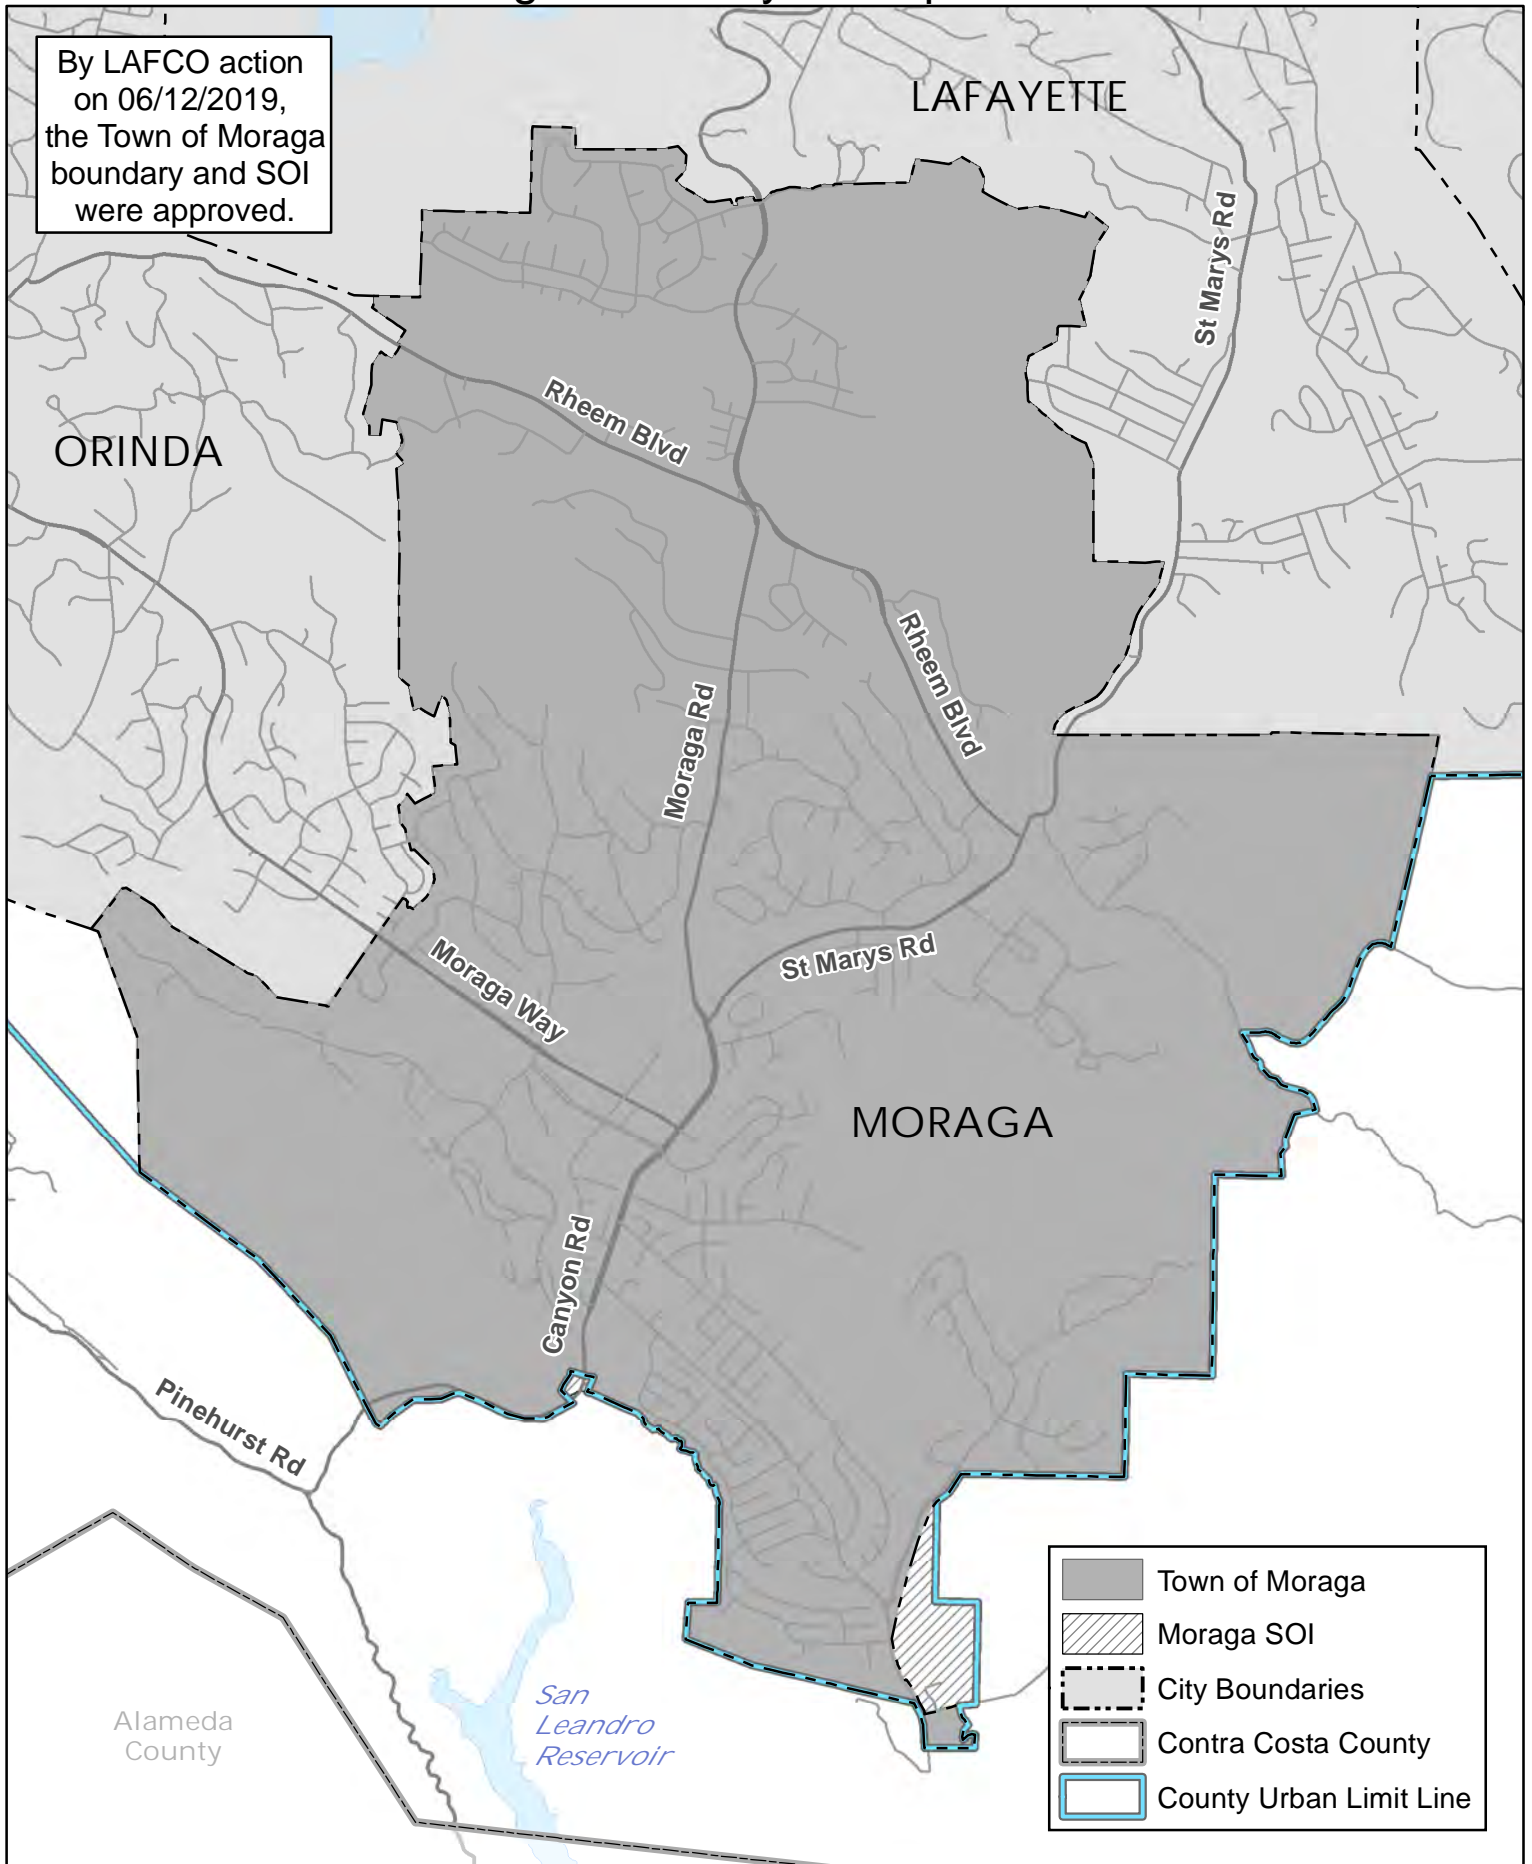 By LAFCO action
on 06/12/2019,
the Town of Moraga
boundary and SOI
were approved.
LAFAYETTE
St Marys Rd
Rheem Blvd
ORINDA
Rheem Blvd
Moraga Rd
St Marys Rd
Moraga Way
MORAGA
Canyon Rd
Pinehurst Rd
San
Leandro
Reservoir
Alameda
County
Town of Moraga
Moraga SOI
City Boundaries
Contra Costa County
County Urban Limit Line